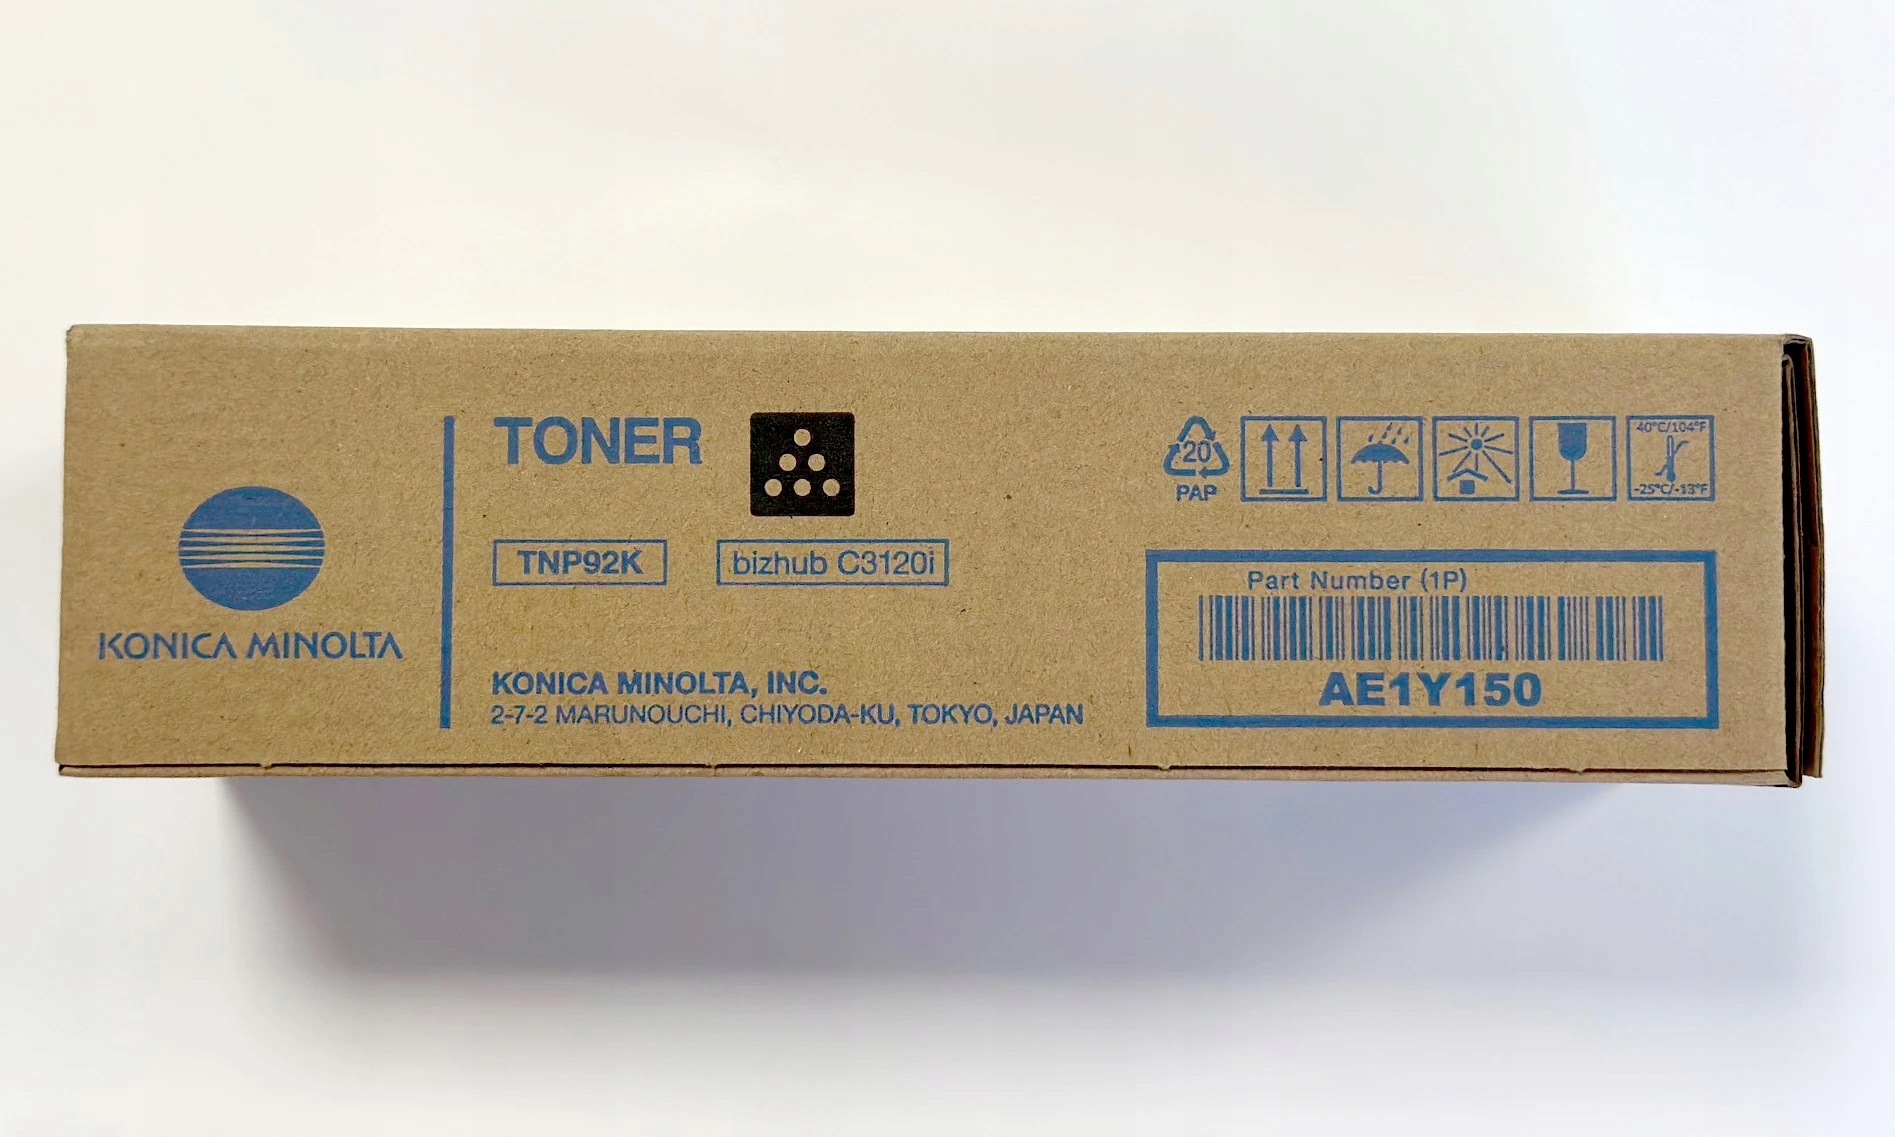 KONICA MINOLTA
TONER
TNP92K
bizhub C3120i
KONICA MINOLTA, INC.
2-7-2 MARUNOUCHI, CHIYODA-KU, TOKYO, JAPAN
20
PAP
40°C/104°F
-25°C/-13°F
Part Number (1P)
AE1Y150